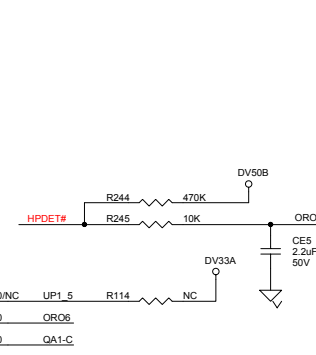 DV50B
R244 470K
HPDET# R245 10K ORO
CE5
2.2uF
50V
DV33A
0/NC UP1_5 R114 NC
0 ORO6
0 QA1-C